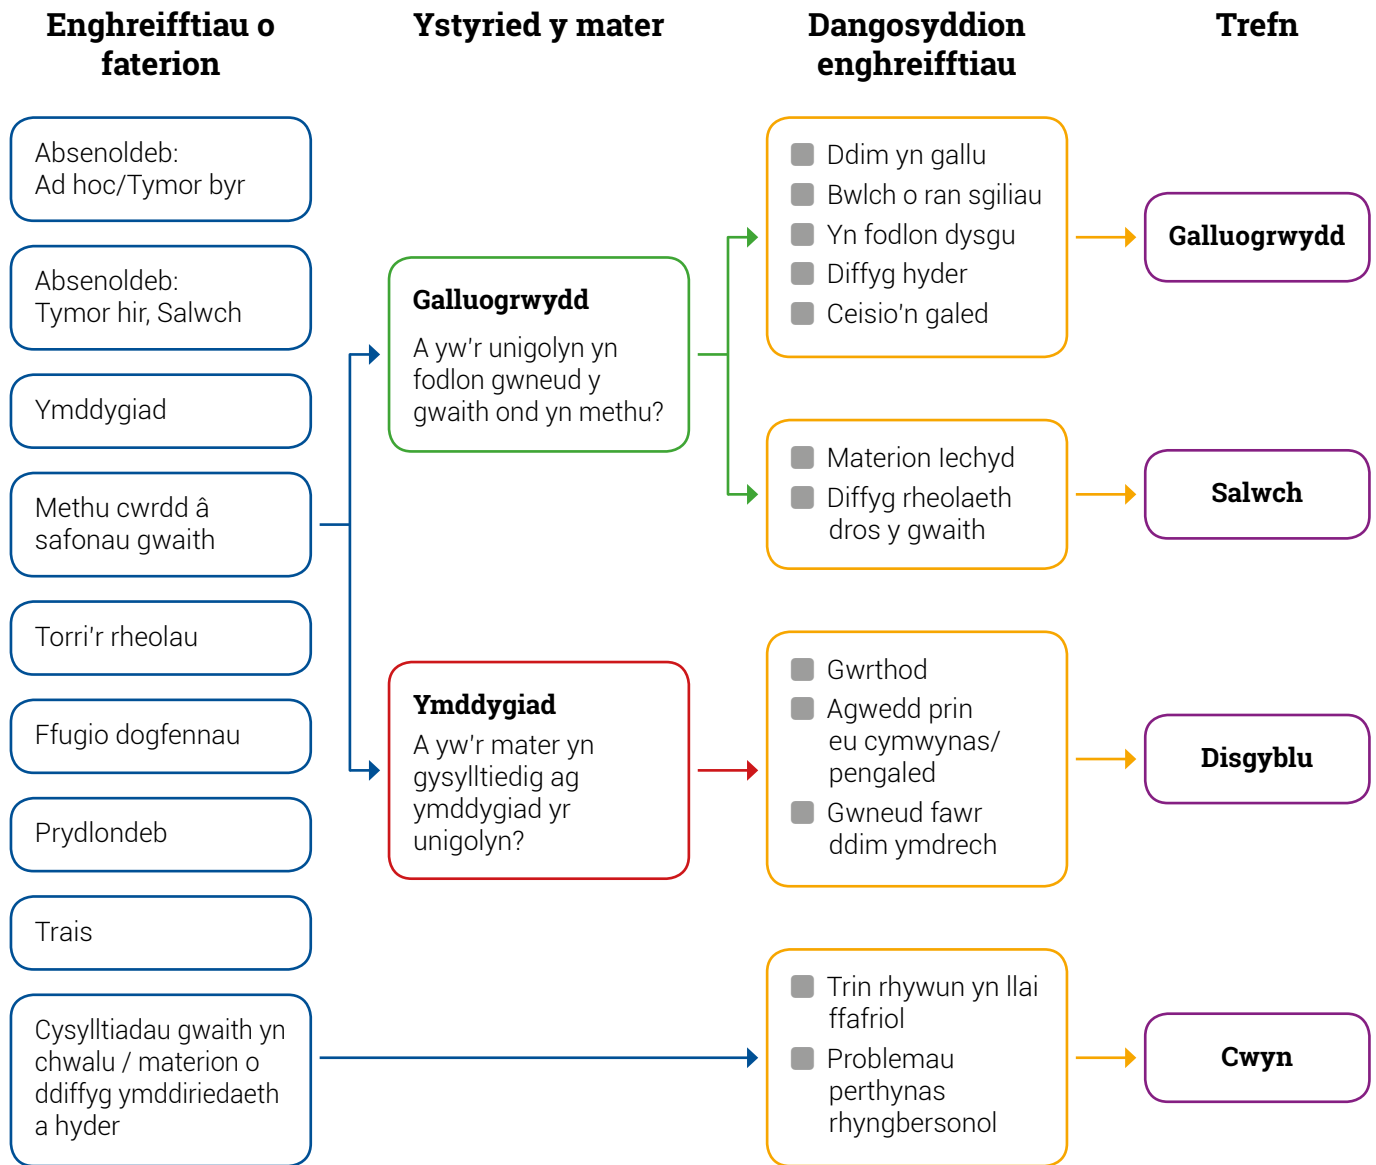 Enghreifftiau o
faterion
Ystyried y mater
Dangosyddion
enghreifftiau
Trefn
Absenoldeb:
Ad hoc/Tymor byr
Absenoldeb:
Tymor hir, Salwch
Ymddygiad
Methu cwrdd â
safonau gwaith
Torri'r rheolau
Ffugio dogfennau
Prydlondeb
Trais
Cysylltiadau gwaith yn
chwalu / materion o
ddiffyg ymddiriedaeth
a hyder
Galluogrwydd
A yw'r unigolyn yn
fodlon gwneud y
gwaith ond yn methu?
Ymddygiad
A yw'r mater yn
gysylltiedig ag
ymddygiad yr
unigolyn?
Ddim yn gallu
Bwlch o ran sgiliau
Yn fodlon dysgu
Diffyg hyder
Ceisio'n galed
Materion Iechyd
Diffyg rheolaeth
dros y gwaith
Gwrthod
Agwedd prin
eu cymwynas/
pengaled
Gwneud fawr
ddim ymdrech
Trin rhywun yn llai
ffafriol
Problemau
perthynas
rhyngbersonol
Galluogrwydd
Salwch
Disgyblu
Cwyn